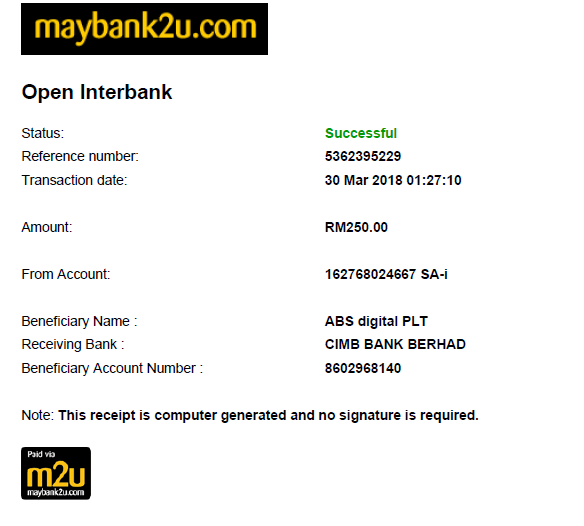 maybank2u.com
Open Interbank
Status: Successful
Reference number: 5362395229
Transaction date: 30 Mar 2018 01:27:10
Amount: RM250.00
From Account: 162768024667 SA-i
Beneficiary Name : ABS digital PLT
Receiving Bank : CIMB BANK BERHAD
Beneficiary Account Number : 8602968140
Note: This receipt is computer generated and no signature is required.
Paid via
m2u
maybank2u.com